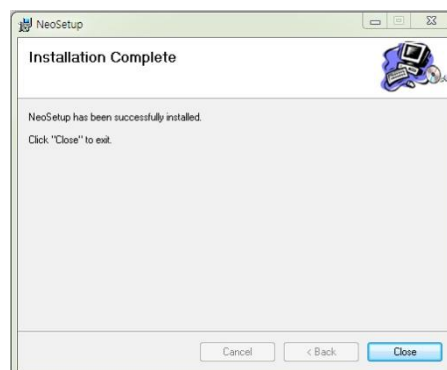 NeoSetup
Installation Complete
NeoSetup has been successfully installed.
Click "Close" to exit.
Cancel
< Back
Close